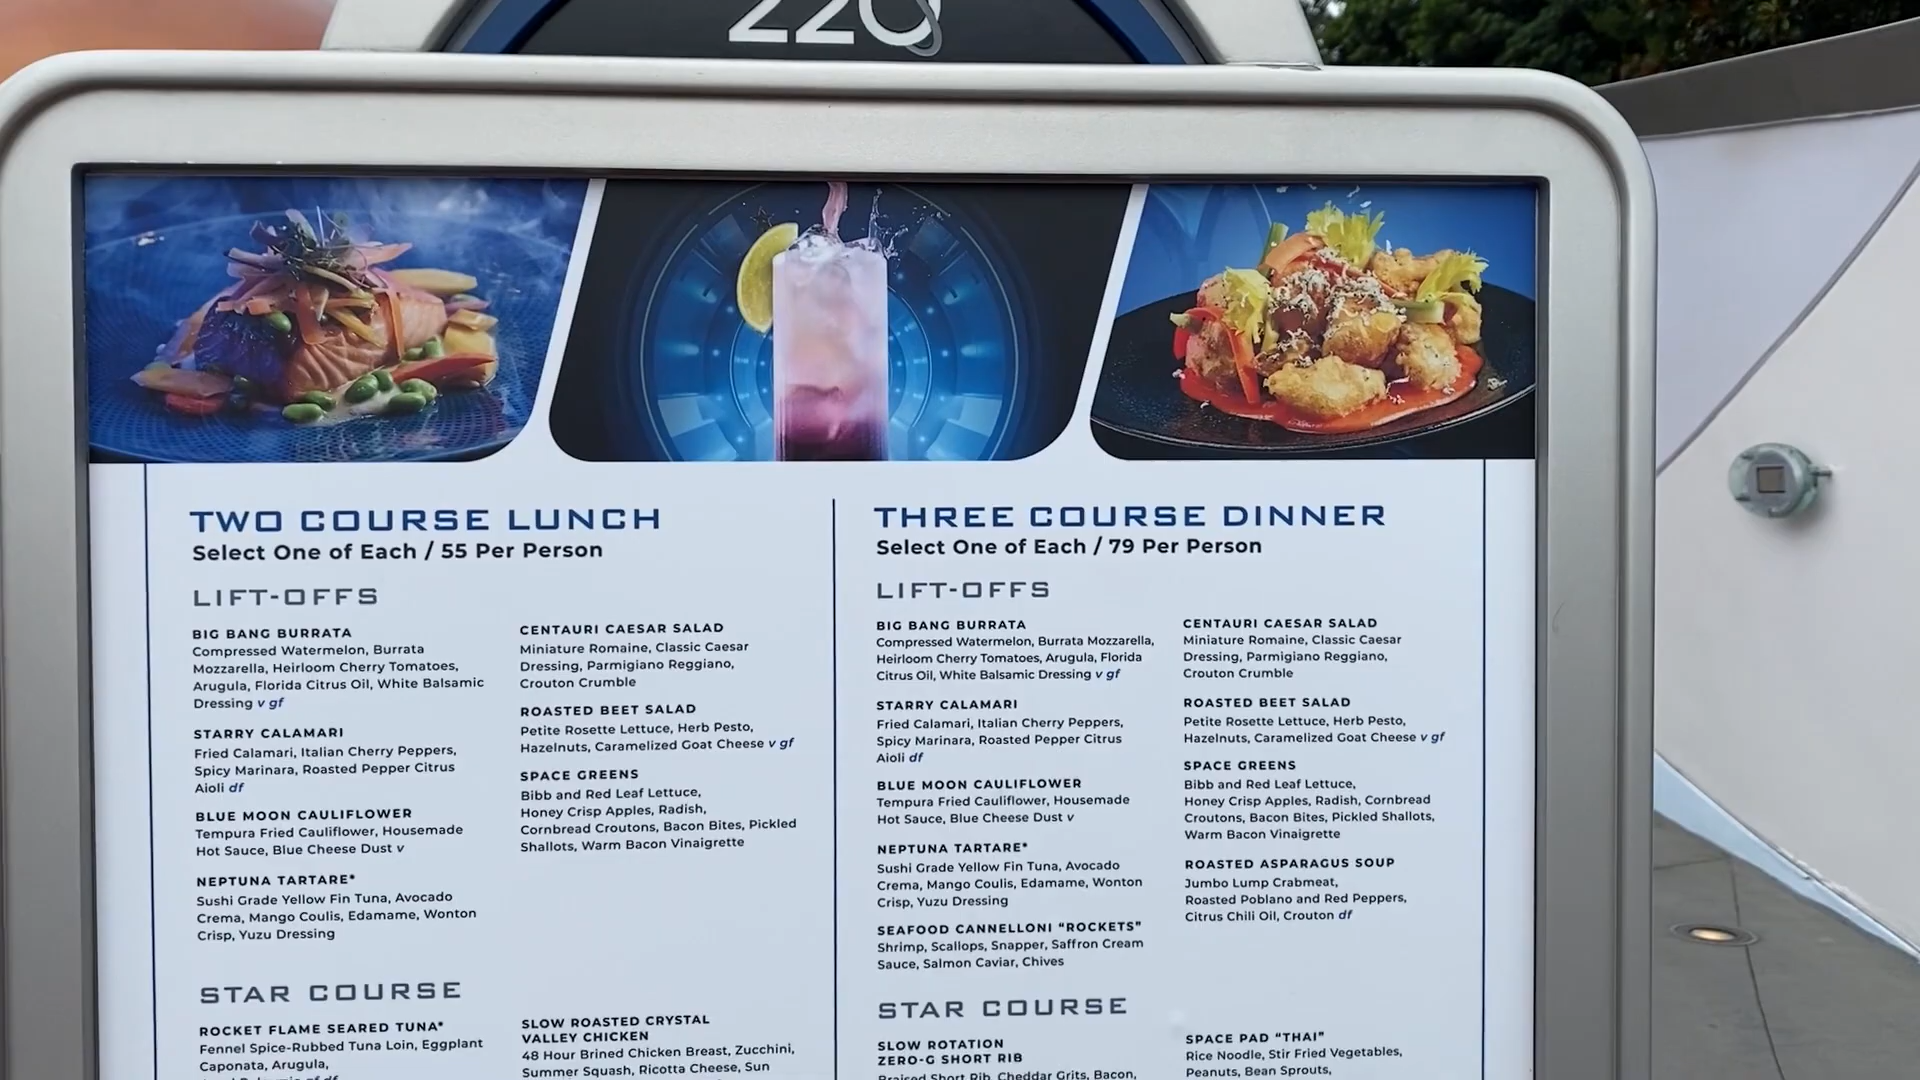 220
TWO COURSE LUNCH
Select One of Each / 55 Per Person
LIFT-OFFS
BIG BANG BURRATA
Compressed Watermelon, Burrata
Mozzarella, Heirloom Cherry Tomatoes,
Arugula, Florida Citrus Oil, White Balsamic
Dressing v gf
STARRY CALAMARI
Fried Calamari, Italian Cherry Peppers,
Spicy Marinara, Roasted Pepper Citrus
Aioli df
BLUE MOON CAULIFLOWER
Tempura Fried Cauliflower, Housemade
Hot Sauce, Blue Cheese Dust v
NEPTUNA TARTARE*
Sushi Grade Yellow Fin Tuna, Avocado
Crema, Mango Coulis, Edamame, Wonton
Crisp, Yuzu Dressing
CENTAURI CAESAR SALAD
Miniature Romaine, Classic Caesar
Dressing, Parmigiano Reggiano,
Crouton Crumble
ROASTED BEET SALAD
Petite Rosette Lettuce, Herb Pesto,
Hazelnuts, Caramelized Goat Cheese v gf
SPACE GREENS
Bibb and Red Leaf Lettuce,
Honey Crisp Apples, Radish,
Cornbread Croutons, Bacon Bites, Pickled
Shallots, Warm Bacon Vinaigrette
STAR COURSE
ROCKET FLAME SEARED TUNA*
Fennel Spice-Rubbed Tuna Loin, Eggplant
Caponata, Arugula,
SLOW ROASTED CRYSTAL
VALLEY CHICKEN
48 Hour Brined Chicken Breast, Zucchini,
Summer Squash, Ricotta Cheese, Sun
THREE COURSE DINNER
Select One of Each / 79 Per Person
LIFT-OFFS
BIG BANG BURRATA
Compressed Watermelon, Burrata Mozzarella,
Heirloom Cherry Tomatoes, Arugula, Florida
Citrus Oil, White Balsamic Dressing v gf
STARRY CALAMARI
Fried Calamari, Italian Cherry Peppers,
Spicy Marinara, Roasted Pepper Citrus
Aioli df
BLUE MOON CAULIFLOWER
Tempura Fried Cauliflower, Housemade
Hot Sauce, Blue Cheese Dust v
NEPTUNA TARTARE*
Sushi Grade Yellow Fin Tuna, Avocado
Crema, Mango Coulis, Edamame, Wonton
Crisp, Yuzu Dressing
SEAFOOD CANNELLONI “ROCKETS”
Shrimp, Scallops, Snapper, Saffron Cream
Sauce, Salmon Caviar, Chives
CENTAURI CAESAR SALAD
Miniature Romaine, Classic Caesar
Dressing, Parmigiano Reggiano,
Crouton Crumble
ROASTED BEET SALAD
Petite Rosette Lettuce, Herb Pesto,
Hazelnuts, Caramelized Goat Cheese v gf
SPACE GREENS
Bibb and Red Leaf Lettuce,
Honey Crisp Apples, Radish, Cornbread
Croutons, Bacon Bites, Pickled Shallots,
Warm Bacon Vinaigrette
ROASTED ASPARAGUS SOUP
Jumbo Lump Crabmeat,
Roasted Poblano and Red Peppers,
Citrus Chili Oil, Crouton df
STAR COURSE
SLOW ROTATION
ZERO-G SHORT RIB
Braised Short Rib, Cheddar Grits, Bacon,
SPACE PAD “THAI”
Rice Noodle, Stir Fried Vegetables,
Peanuts, Bean Sprouts,